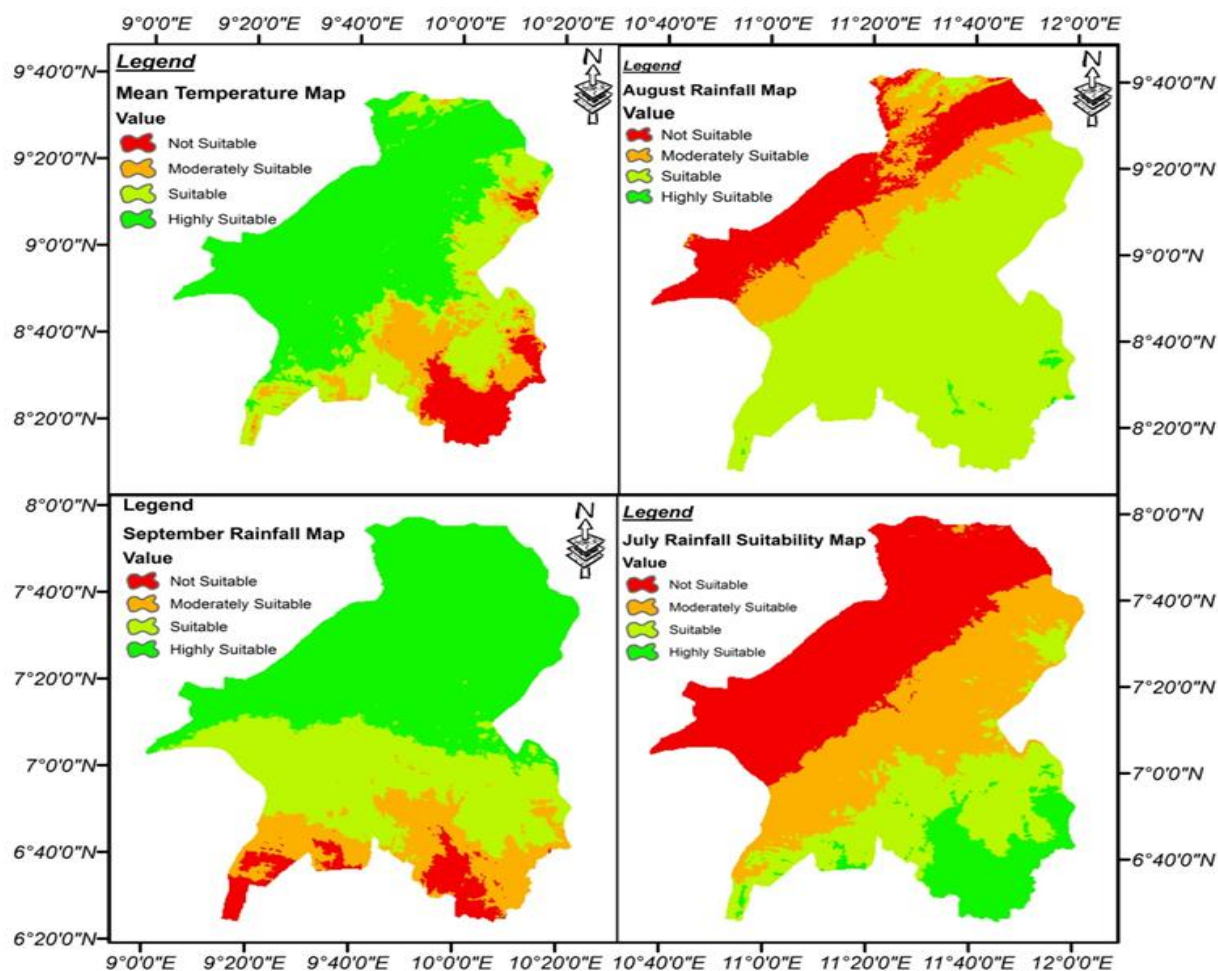 9°0'0"E 9°20'0"E 9°40'0"E 10°0'0"E 10°20'0"E
10°40'0"E 11°0'0"E 11°20'0"E 11°40'0"E 12°0'0"E
9°40'0"N
9°20'0"N
9°0'0"N
8°40'0"N
8°20'0"N
Legend
Mean Temperature Map
Value
Not Suitable
Moderately Suitable
Suitable
Highly Suitable
N
Legend
August Rainfall Map
Value
Not Suitable
Moderately Suitable
Suitable
Highly Suitable
N
9°40'0"N
9°20'0"N
9°0'0"N
8°40'0"N
8°20'0"N
8°0'0"N
7°40'0"N
7°20'0"N
7°0'0"N
6°40'0"N
6°20'0"N
Legend
September Rainfall Map
Value
Not Suitable
Moderately Suitable
Suitable
Highly Suitable
N
Legend
July Rainfall Suitability Map
Value
Not Suitable
Moderately Suitable
Suitable
Highly Suitable
N
8°0'0"N
7°40'0"N
7°20'0"N
7°0'0"N
6°40'0"N
9°0'0"E 9°20'0"E 9°40'0"E 10°0'0"E 10°20'0"E
10°40'0"E 11°0'0"E 11°20'0"E 11°40'0"E 12°0'0"E